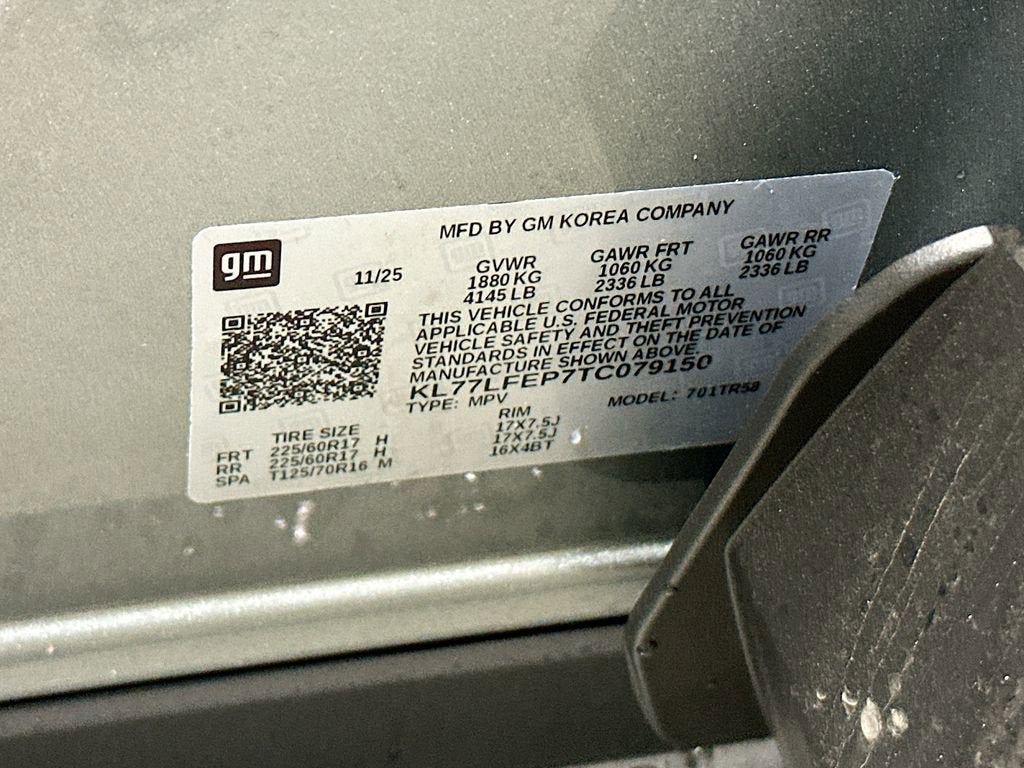 MFD BY GM KOREA COMPANY
gm
11/25
GVWR
1880 KG
4145 LB
GAWR FRT
1060 KG
2336 LB
GAWR RR
1060 KG
2336 LB
THIS VEHICLE CONFORMS TO ALL
APPLICABLE U.S. FEDERAL MOTOR
VEHICLE SAFETY AND THEFT PREVENTION
STANDARDS IN EFFECT ON THE DATE OF
MANUFACTURE SHOWN ABOVE.
KL77LFEP7TC079150
TYPE: MPV MODEL: 701TR58
TIRE SIZE RIM
FRT 225/60R17 H 17X7.5J
RR 225/60R17 H 17X7.5J
SPA T125/70R16 M 16X4BT